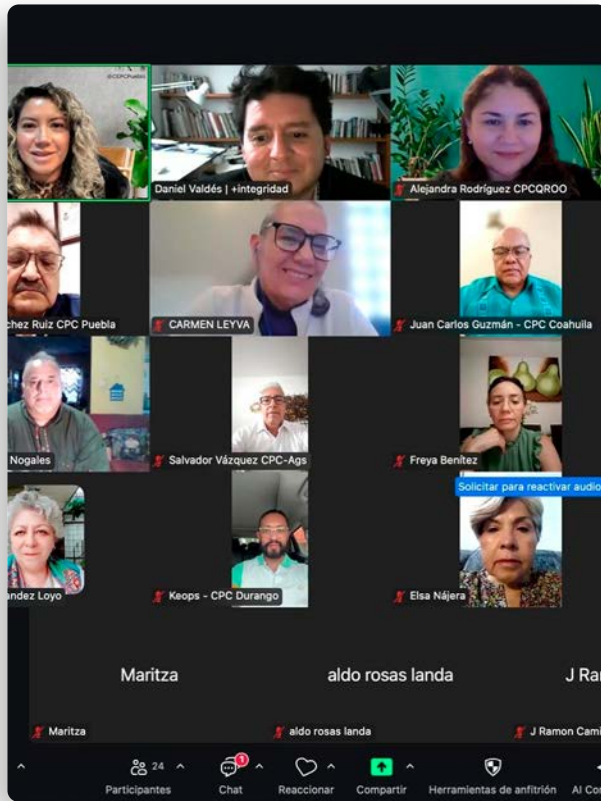 @CICPCPuebla
Daniel Valdés | +integridad
Alejandra Rodríguez CPCQROO
chez Ruiz CPC Puebla
CARMEN LEYVA
Juan Carlos Guzmán - CPC Coahuila
Nogales
Salvador Vázquez CPC-Ags
Freya Benítez
Solicitar para reactivar audio
andez Loyo
Keops - CPC Durango
Elsa Nájera
Maritza
aldo rosas landa
J Ra
Maritza
aldo rosas landa
J Ramon Cami
24
1
Participantes
Chat
Reaccionar
Compartir
Herramientas de anfitrión
AI Co